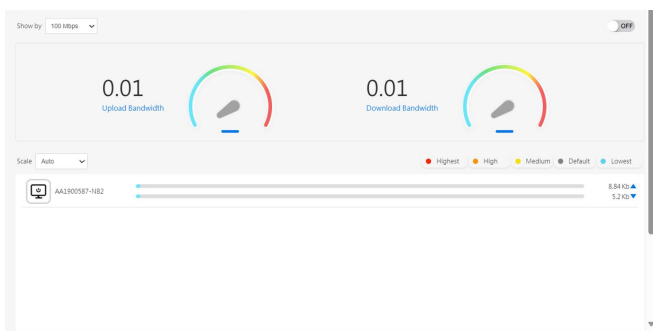 Show by 100 Mbps OFF
0.01 0.01
Upload Bandwidth Download Bandwidth
Scale Auto Highest High Medium Default Lowest
AA1900587-NB2 8.84 Kb
5.2 Kb